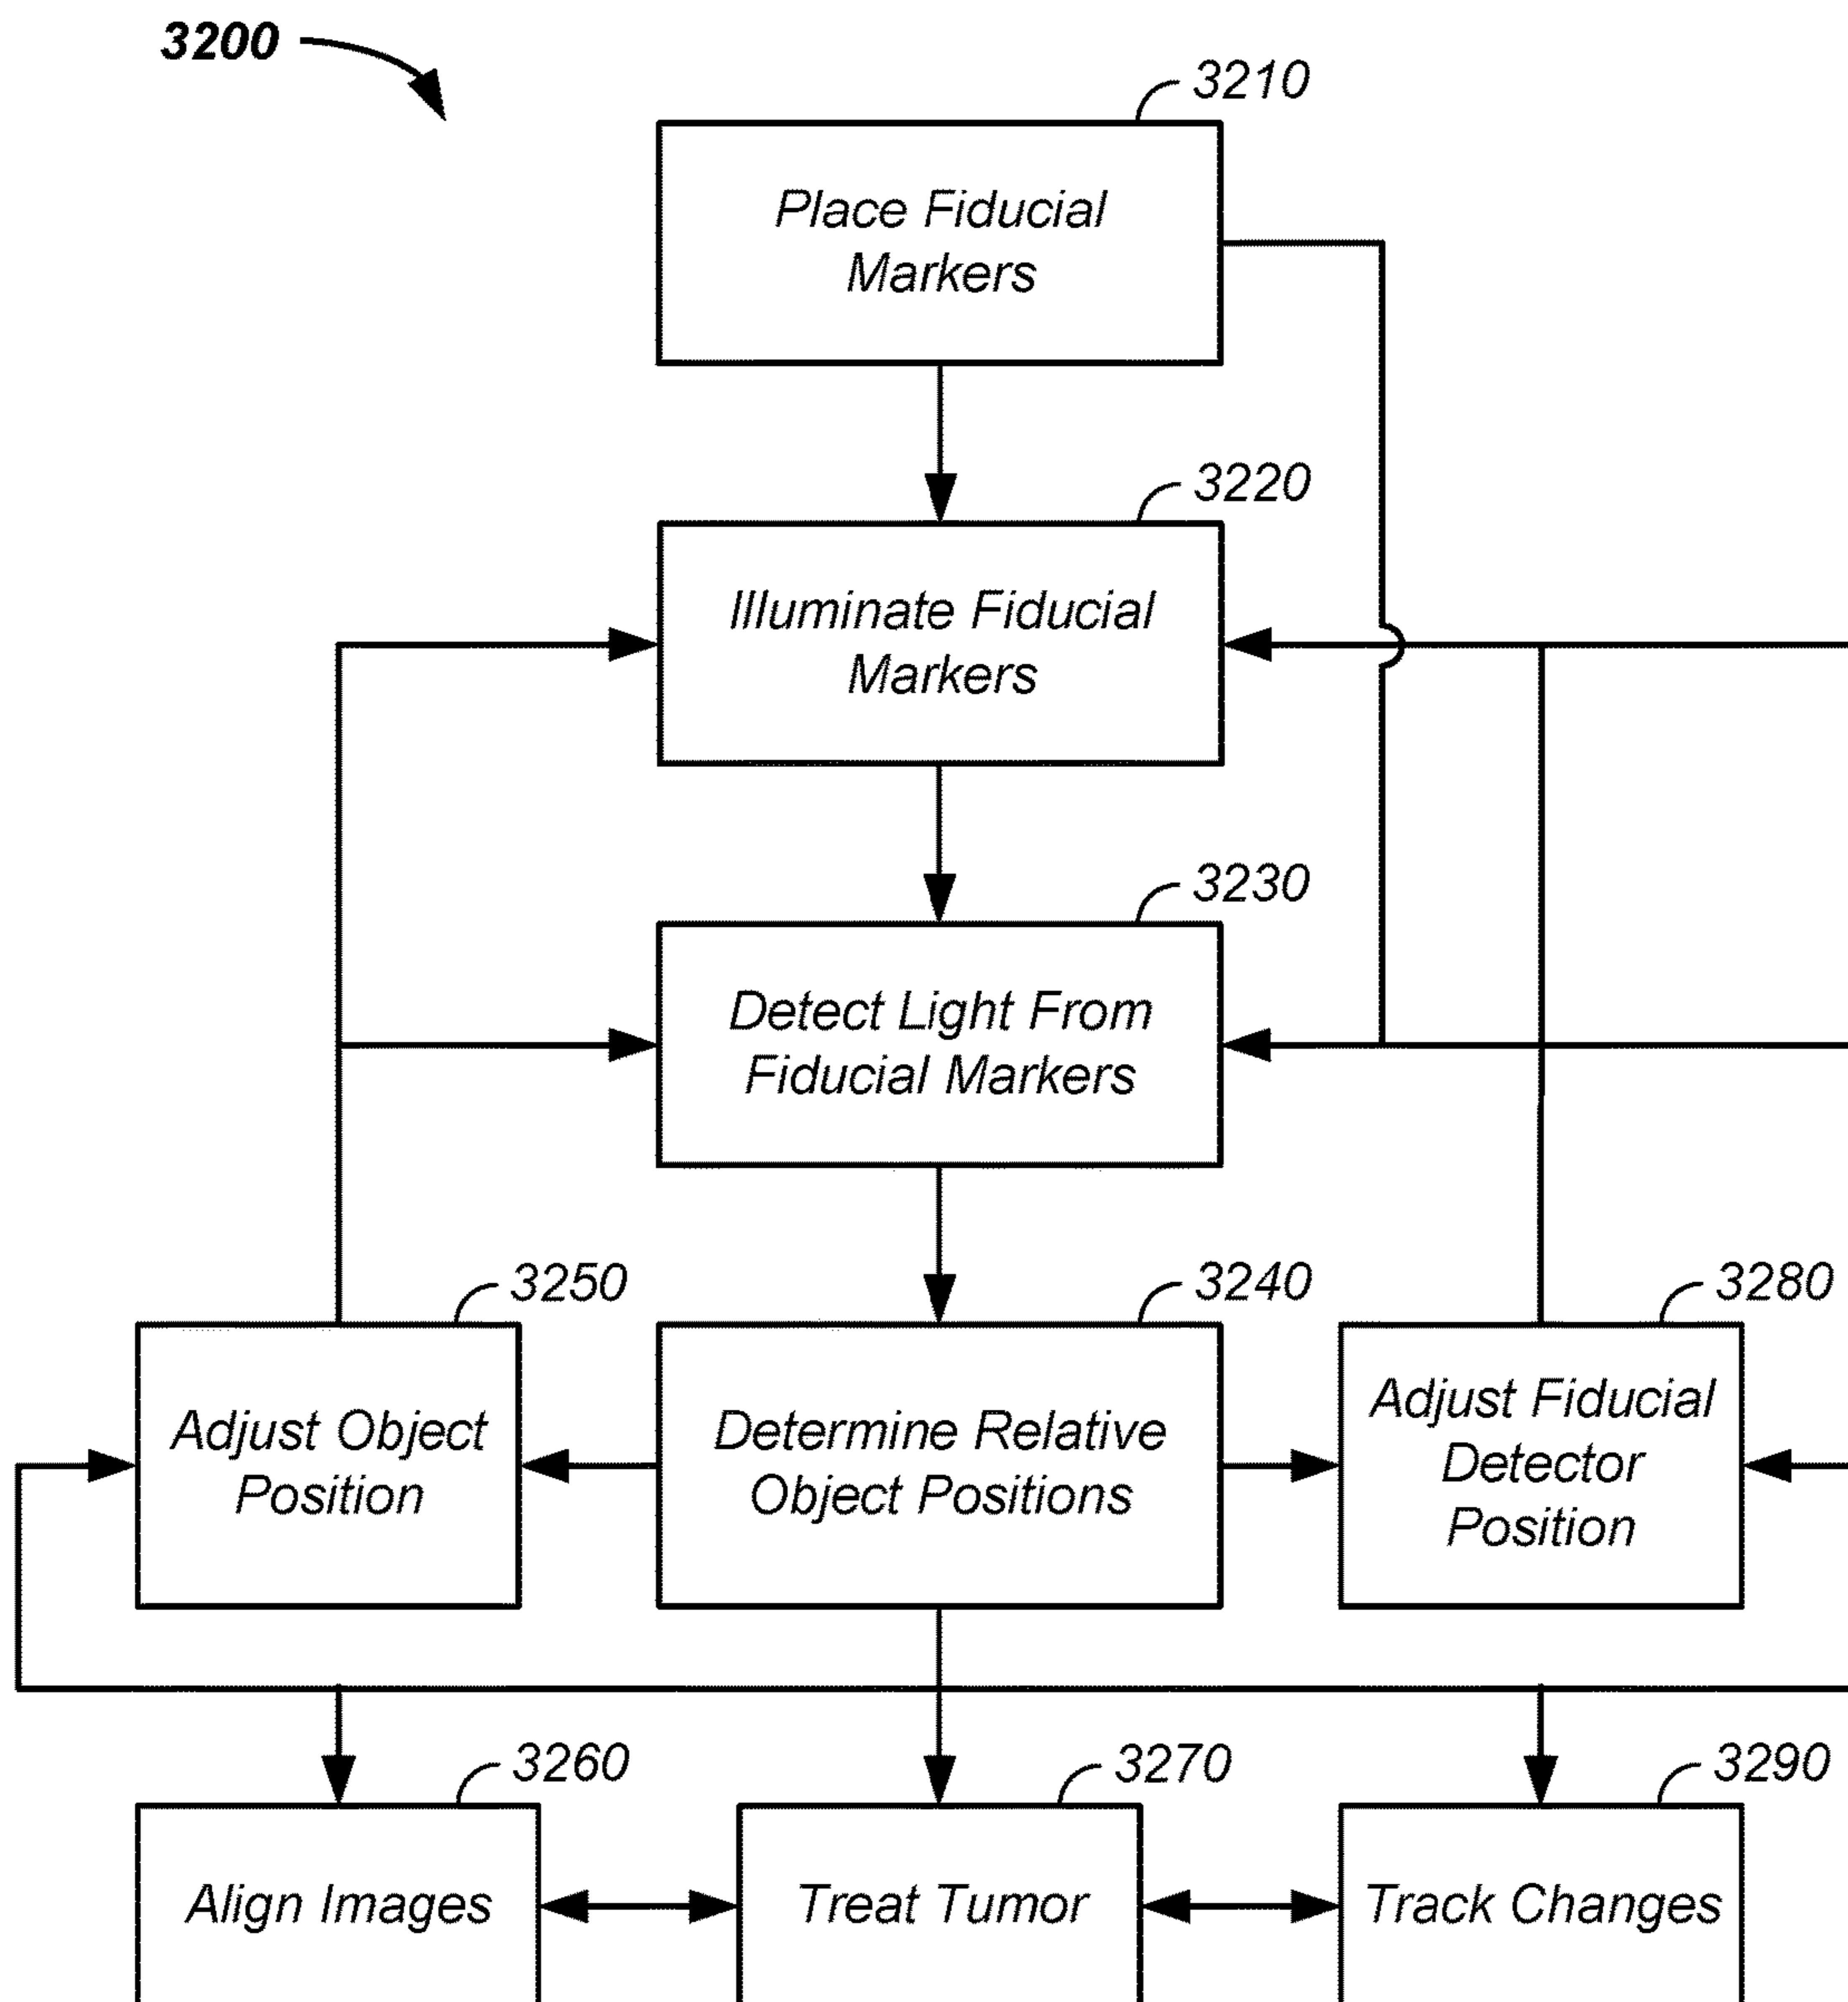 3200
3210
Place Fiducial
Markers
3220
Illuminate Fiducial
Markers
3230
Detect Light From
Fiducial Markers
3250
3240
3280
Adjust Object
Position
Determine Relative
Object Positions
Adjust Fiducial
Detector
Position
3260
3270
3290
Align Images
Treat Tumor
Track Changes